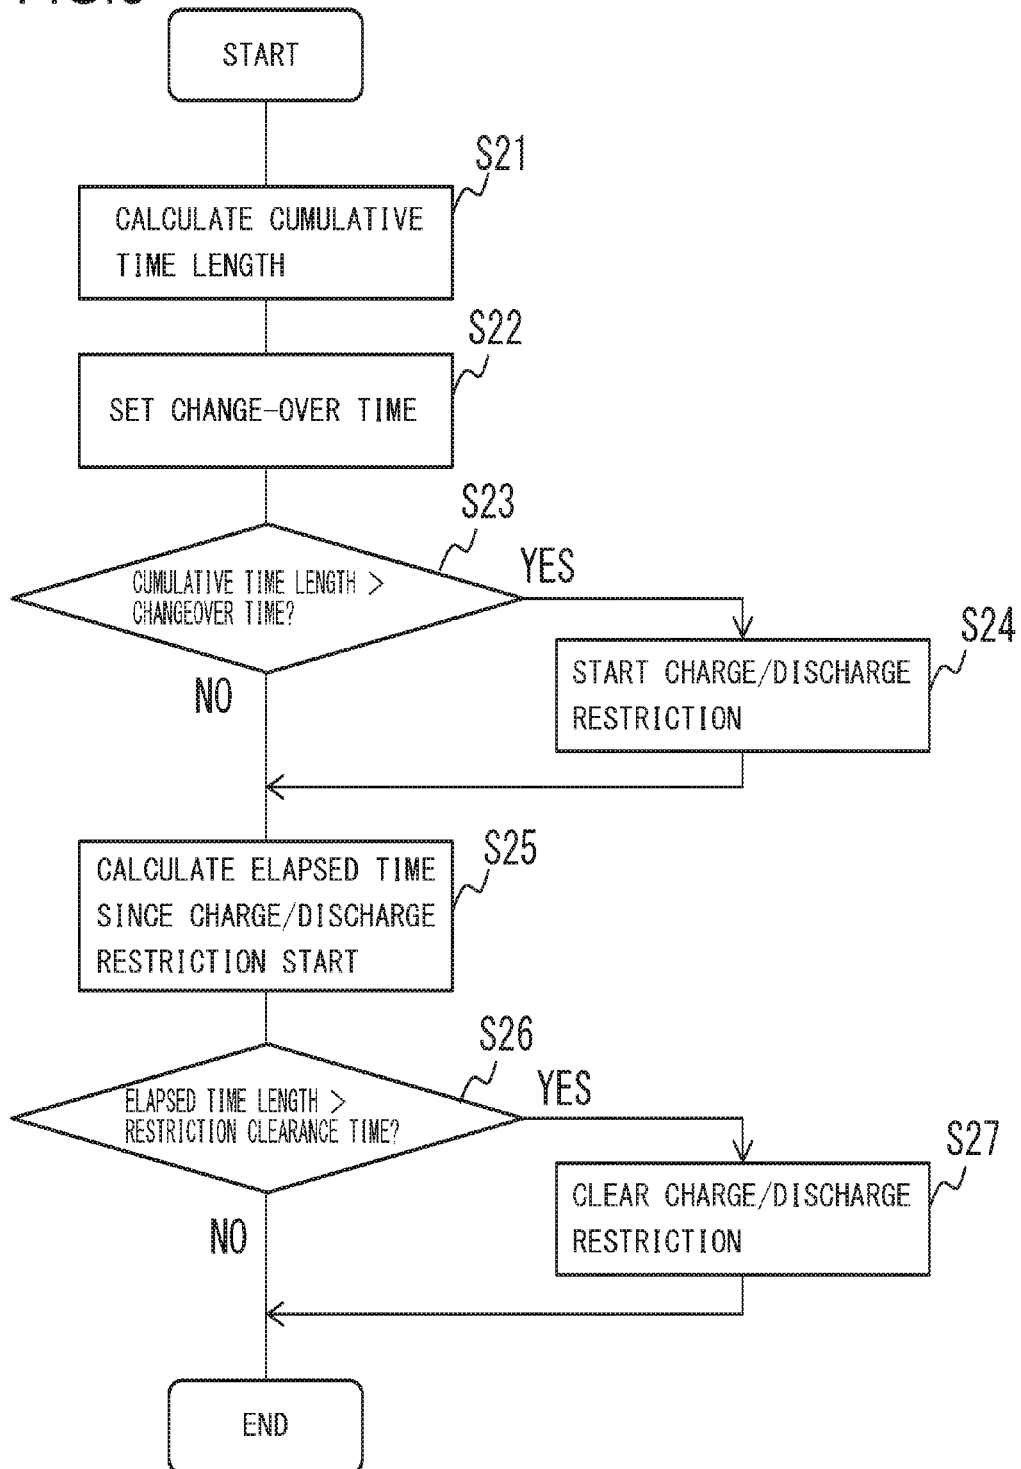 START
S21
CALCULATE CUMULATIVE
TIME LENGTH
S22
SET CHANGE-OVER TIME
S23
CUMULATIVE TIME LENGTH >
CHANGEOVER TIME?
YES
NO
S24
START CHARGE/DISCHARGE
RESTRICTION
S25
CALCULATE ELAPSED TIME
SINCE CHARGE/DISCHARGE
RESTRICTION START
S26
ELAPSED TIME LENGTH >
RESTRICTION CLEARANCE TIME?
YES
NO
S27
CLEAR CHARGE/DISCHARGE
RESTRICTION
END